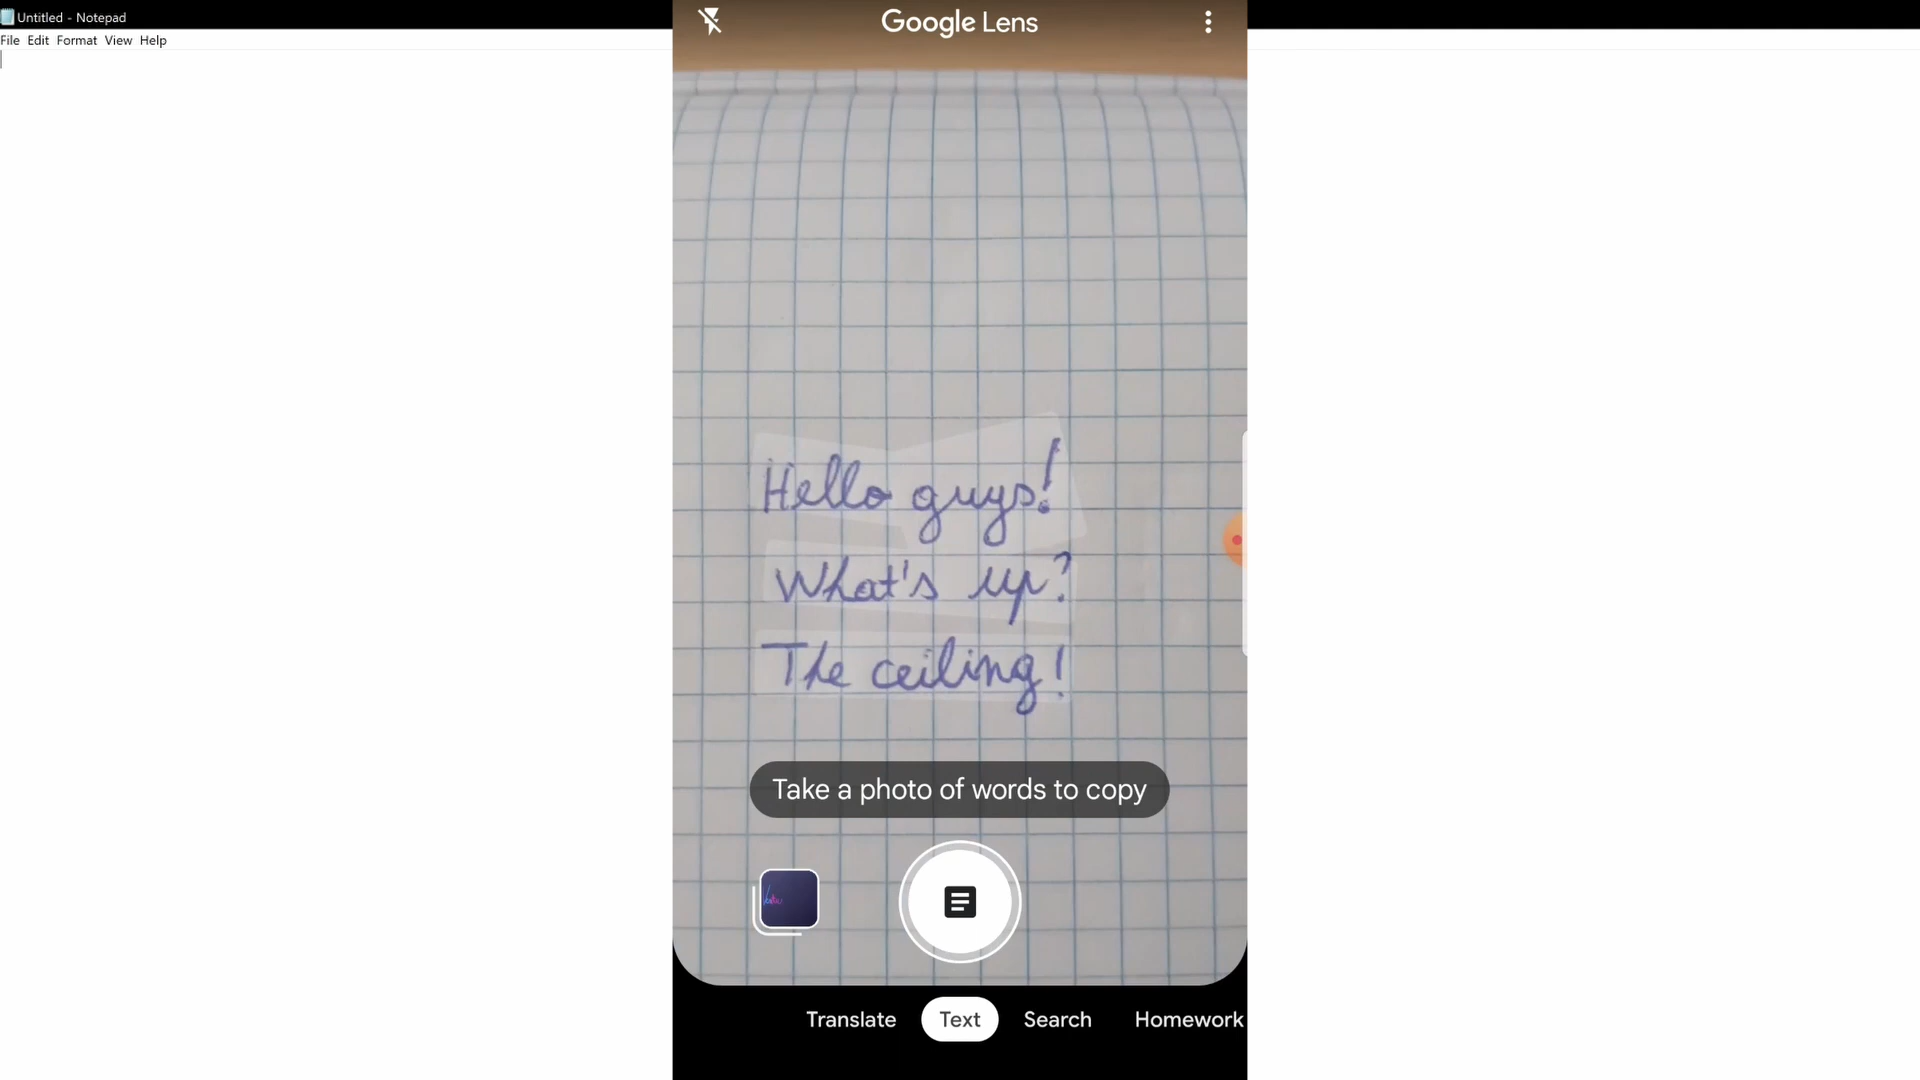 Untitled - Notepad
File Edit Format View Help
Google Lens
Hello guys!
What's up?
The ceiling!
Take a photo of words to copy
Translate Text Search Homework